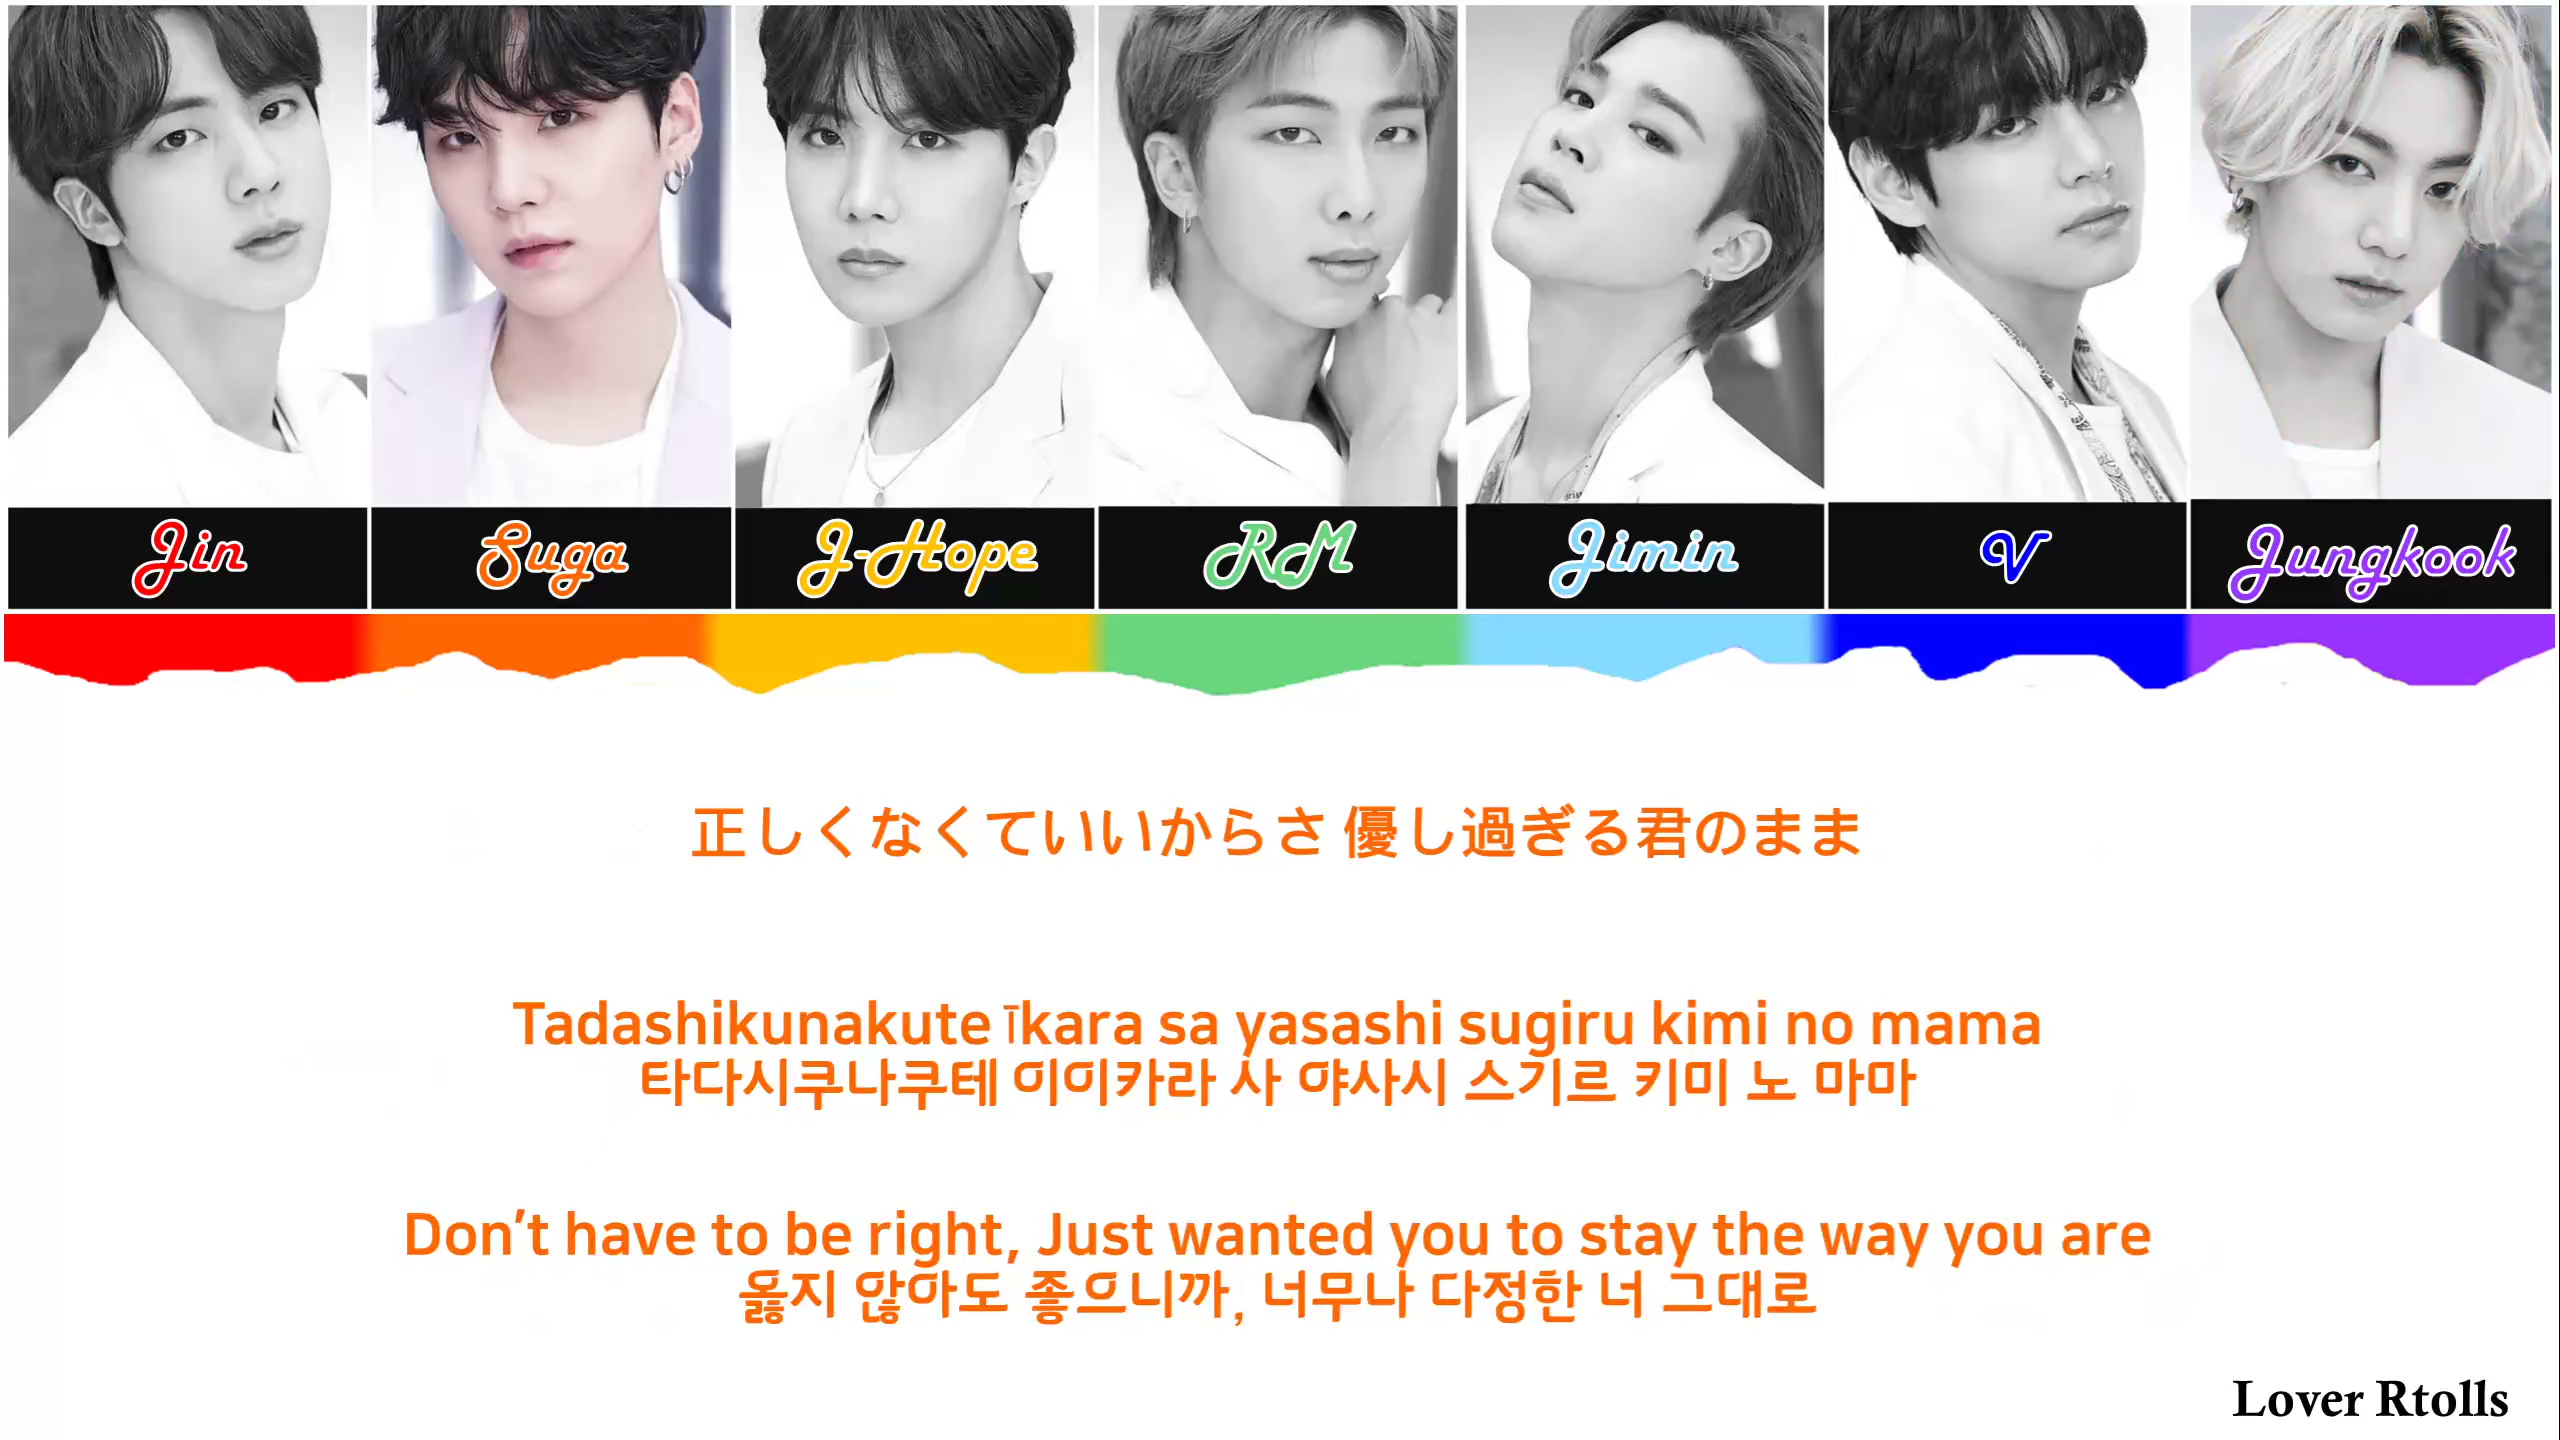 Jin
Suga
J-Hope
RM
Jimin
V
Jungkook
正しくなくていいからさ 優し過ぎる君のまま
Tadashikunakute īkara sa yasashi sugiru kimi no mama
타다시쿠나쿠테 이이카라 사 야사시 스기르 키미 노 마마
Don't have to be right, Just wanted you to stay the way you are
옳지 않아도 좋으니까, 너무나 다정한 너 그대로
Lover Rtolls